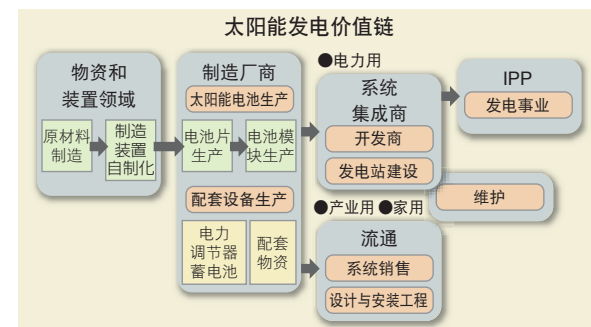 太阳能发电价值链
物资和
装置领域
原材料
制造
制造
装置
自制化
制造厂商
太阳能电池生产
电池片
生产
电池模
块生产
配套设备生产
电力
调节器
蓄电池
配套
物资
●电力用
系统
集成商
开发商
发电站建设
IPP
发电事业
维护
●产业用 ●家用
流通
系统销售
设计与安装工程